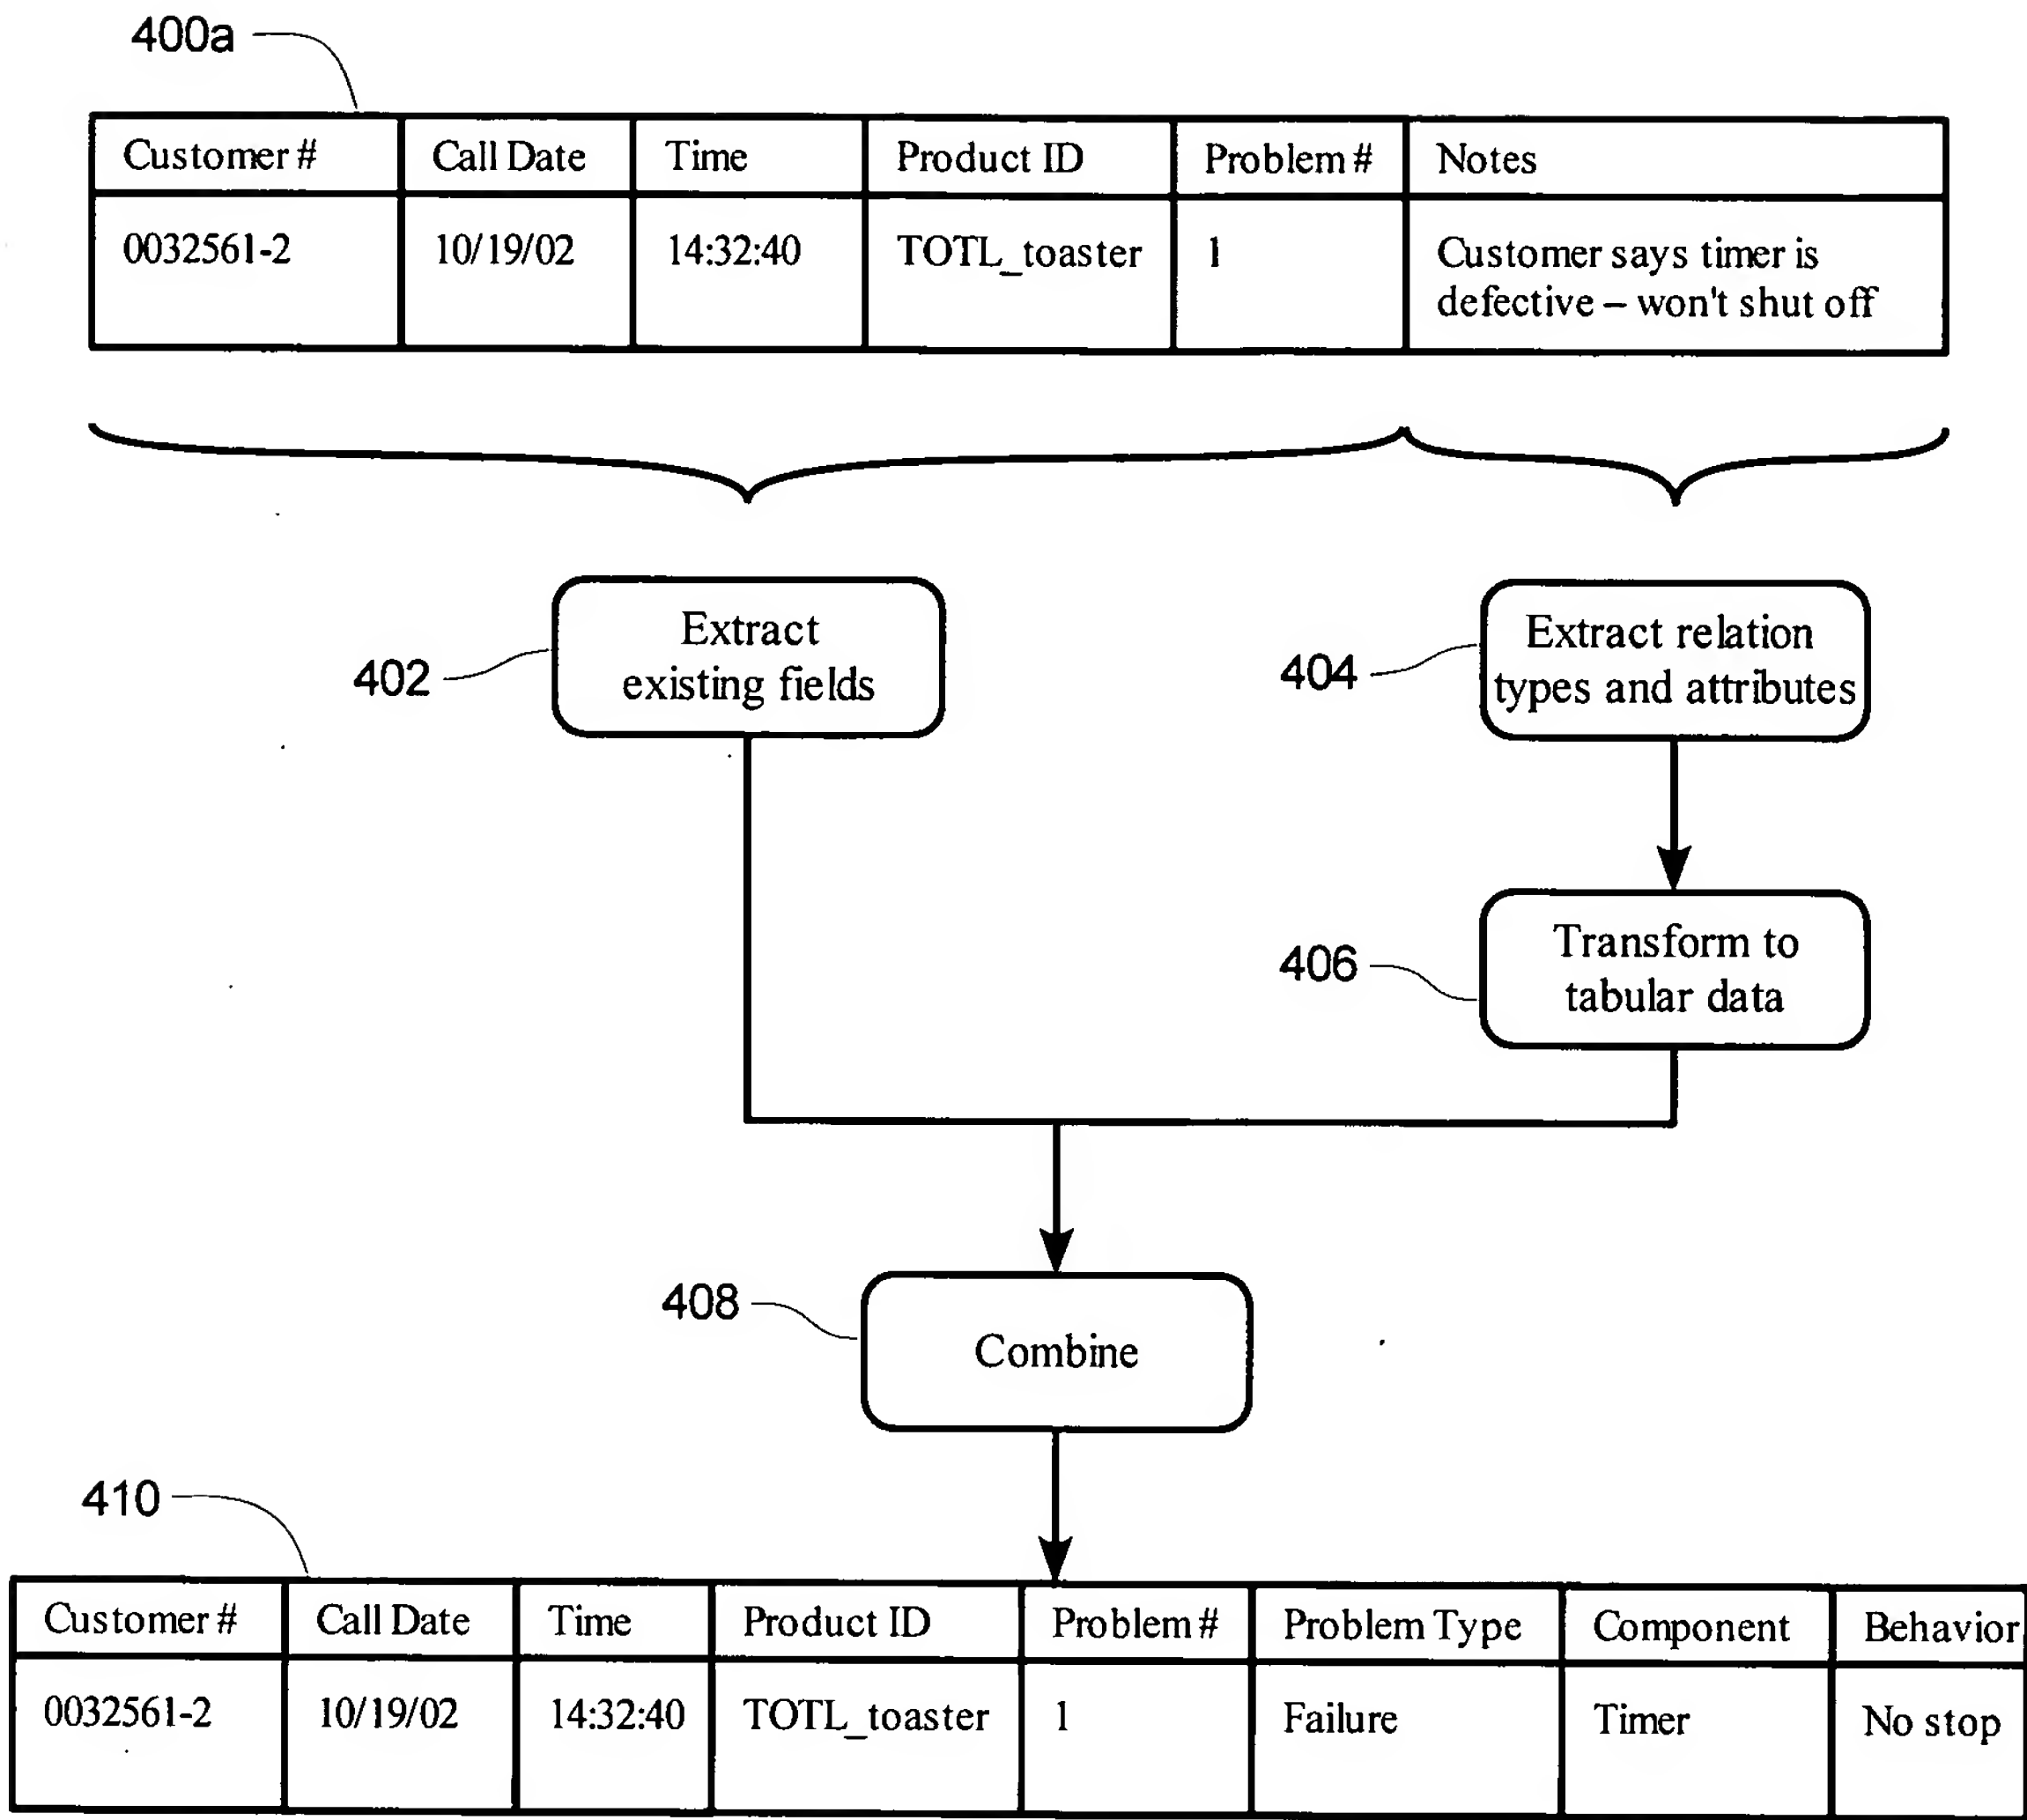 400a
Customer # Call Date Time Product ID Problem # Notes
0032561-2 10/19/02 14:32:40 TOTL_toaster 1 Customer says timer is
defective – won't shut off
Extract
existing fields
402
Extract relation
types and attributes
404
Transform to
tabular data
406
408
Combine
410
Customer # Call Date Time Product ID Problem # Problem Type Component Behavior
0032561-2 10/19/02 14:32:40 TOTL_toaster 1 Failure Timer No stop